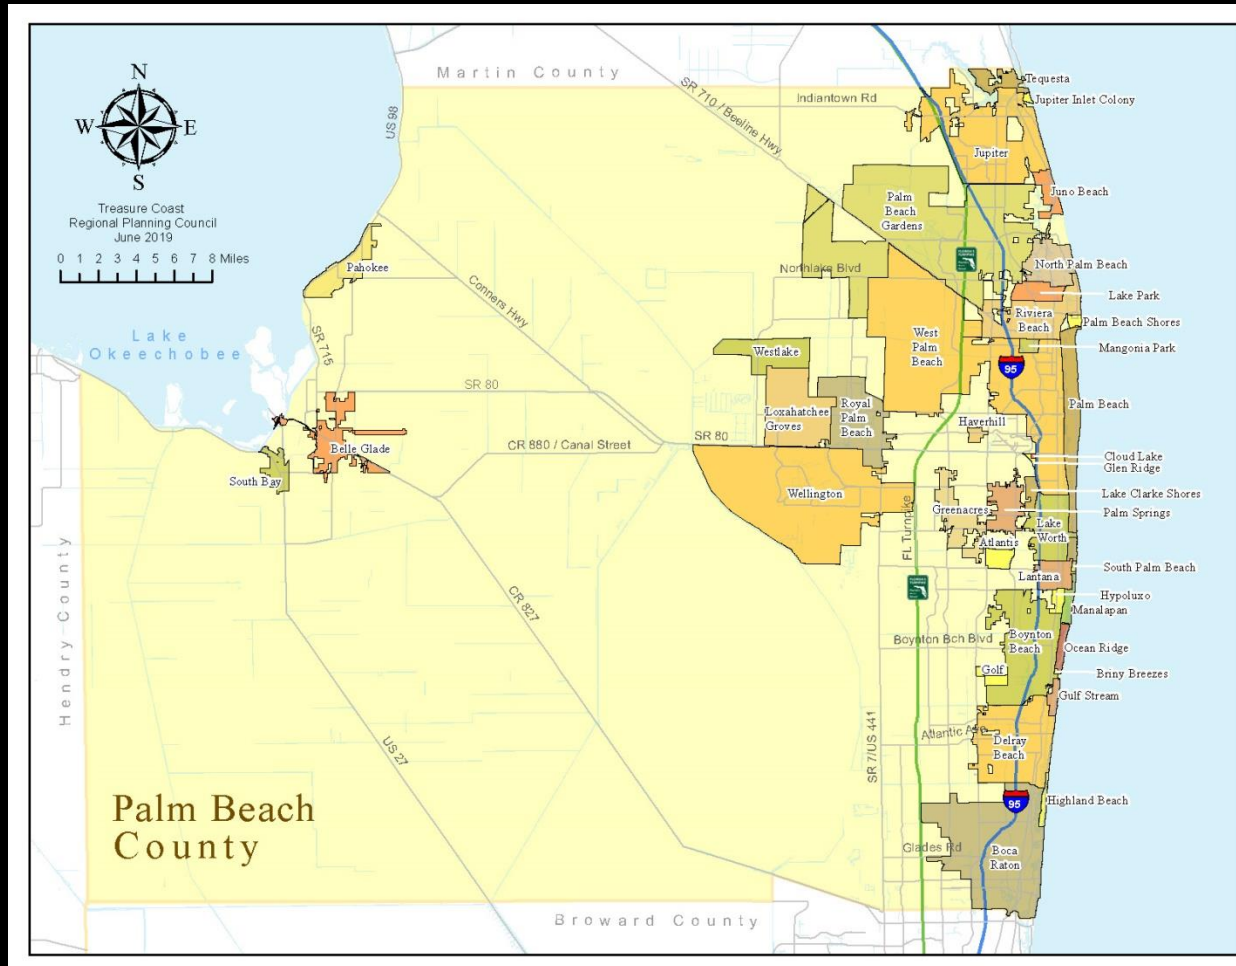 N
W
E
S
Treasure Coast
Regional Planning Council
June 2019
0 1 2 3 4 5 6 7 8 Miles
Martin County
US 98
SR 710 / Beeline Hwy
Indiantown Rd
Tequesta
Jupiter Inlet Colony
Jupiter
Juno Beach
Palm
Beach
Gardens
North Palm Beach
Northlake Blvd
Lake Park
Riviera
Beach
Palm Beach Shores
Mangonia Park
Pahokee
Conners Hwy
Lake
Okeechobee
SR 715
West
Palm
Beach
95
Westlake
SR 80
Loxahatchee
Groves
Royal
Palm
Beach
Palm Beach
Haverhill
Belle Glade
CR 880 / Canal Street
SR 80
Cloud Lake
Glen Ridge
South Bay
Wellington
Lake Clarke Shores
Greenacres
Palm Springs
Lake
Worth
FL Turnpike
Atlantis
South Palm Beach
Lantana
Hypoluxo
Manalapan
Hendry County
CR 827
Boynton Bch Blvd
Boynton
Beach
Ocean Ridge
Golf
Briny Breezes
Gulf Stream
US 27
SR 7/US 441
Atlantic Ave
Delray
Beach
Palm Beach
County
95
Highland Beach
Glades Rd
Boca
Raton
Broward County